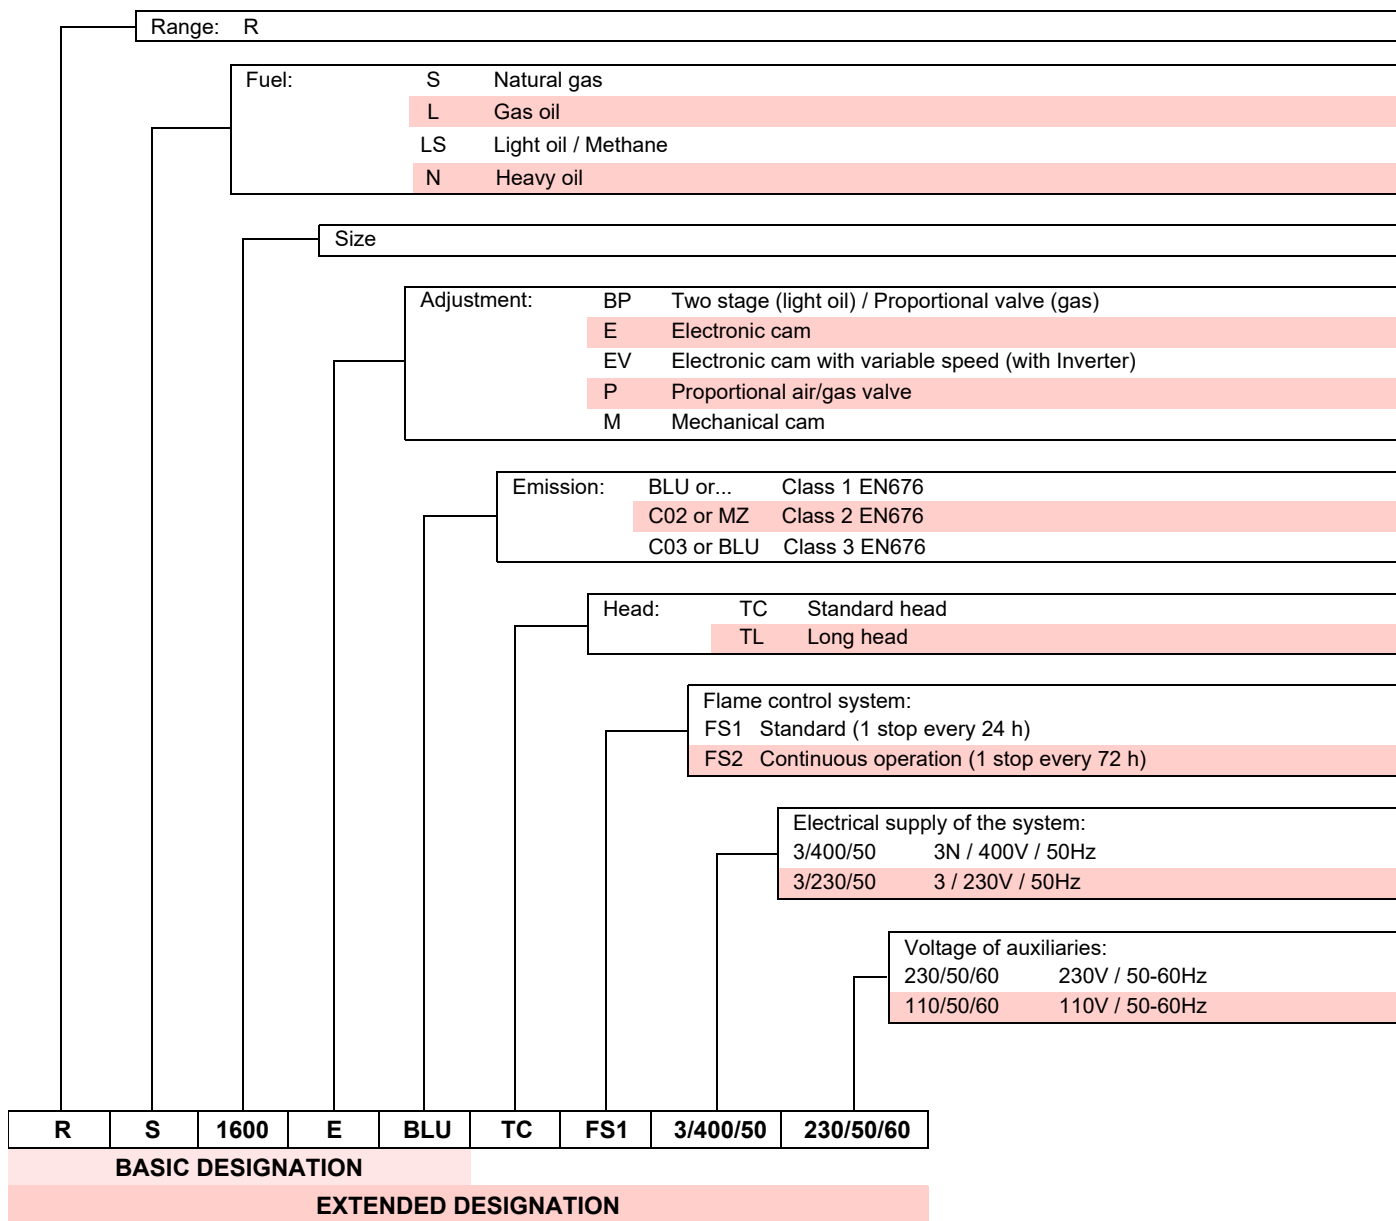 Range: R
Fuel: S Natural gas
L Gas oil
LS Light oil / Methane
N Heavy oil
Size
Adjustment: BP Two stage (light oil) / Proportional valve (gas)
E Electronic cam
EV Electronic cam with variable speed (with Inverter)
P Proportional air/gas valve
M Mechanical cam
Emission: BLU or... Class 1 EN676
C02 or MZ Class 2 EN676
C03 or BLU Class 3 EN676
Head: TC Standard head
TL Long head
Flame control system:
FS1 Standard (1 stop every 24 h)
FS2 Continuous operation (1 stop every 72 h)
Electrical supply of the system:
3/400/50 3N / 400V / 50Hz
3/230/50 3 / 230V / 50Hz
Voltage of auxiliaries:
230/50/60 230V / 50-60Hz
110/50/60 110V / 50-60Hz
R S 1600 E BLU TC FS1 3/400/50 230/50/60
BASIC DESIGNATION
EXTENDED DESIGNATION